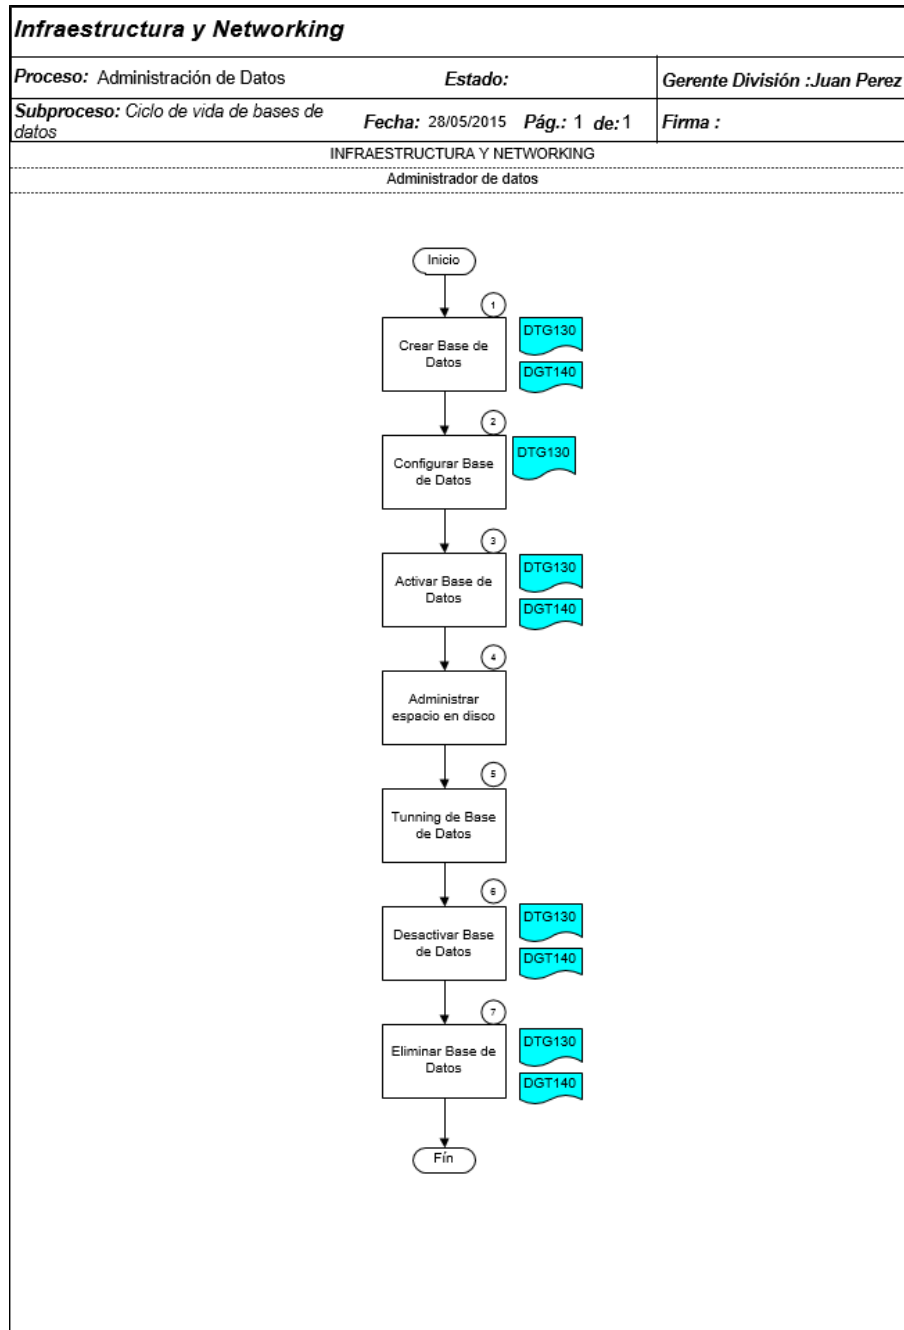 Infraestructura y Networking
Proceso: Administración de Datos Estado: Gerente División :Juan Perez
Subproceso: Ciclo de vida de bases de
datos Fecha: 28/05/2015 Pág.: 1 de:1 Firma :
INFRAESTRUCTURA Y NETWORKING
Administrador de datos
Inicio
1
Crear Base de
Datos
DTG130
DGT140
2
Configurar Base
de Datos
DTG130
3
Activar Base de
Datos
DTG130
DGT140
4
Administrar
espacio en disco
5
Tunning de Base
de Datos
6
Desactivar Base
de Datos
DTG130
DGT140
7
Eliminar Base de
Datos
DTG130
DGT140
Fín